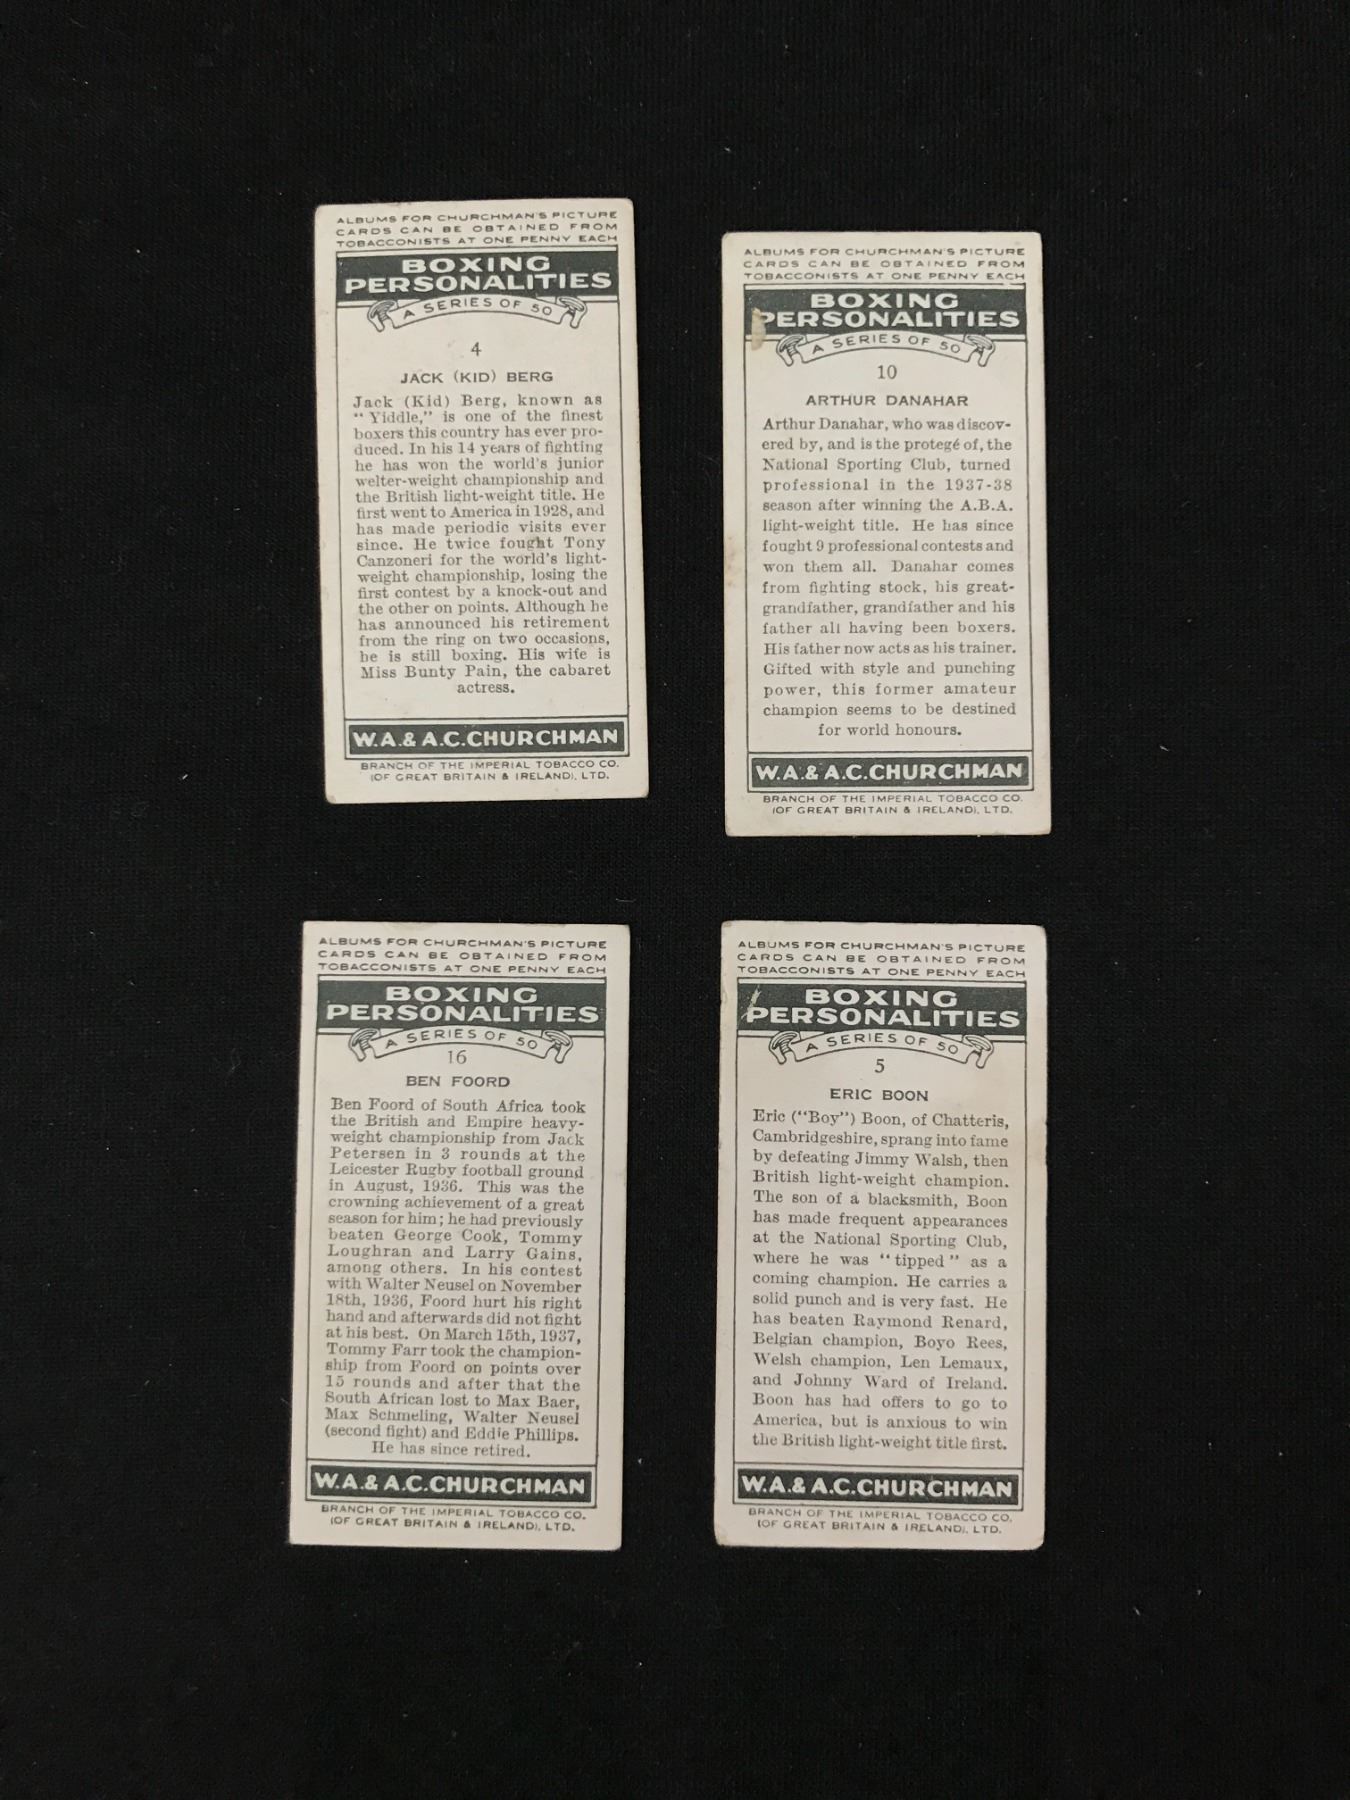 ALBUMS FOR CHURCHMAN'S PICTURE
CARDS CAN BE OBTAINED FROM
TOBACCONISTS AT ONE PENNY EACH
BOXING
PERSONALITIES
A SERIES OF 50
4
JACK (KID) BERG
Jack (Kid) Berg, known as
"Yiddle," is one of the finest
boxers this country has ever pro-
duced. In his 14 years of fighting
he has won the world's junior
welter-weight championship and
the British light-weight title. He
first went to America in 1928, and
has made periodic visits ever
since. He twice fought Tony
Canzoneri for the world's light-
weight championship, losing the
first contest by a knock-out and
the other on points. Although he
has announced his retirement
from the ring on two occasions,
he is still boxing. His wife is
Miss Bunty Pain, the cabaret
actress.
W.A.& A.C.CHURCHMAN
BRANCH OF THE IMPERIAL TOBACCO CO.
(OF GREAT BRITAIN & IRELAND), LTD.
ALBUMS FOR CHURCHMAN'S PICTURE
CARDS CAN BE OBTAINED FROM
TOBACCONISTS AT ONE PENNY EACH
BOXING
PERSONALITIES
A SERIES OF 50
10
ARTHUR DANAHAR
Arthur Danahar, who was discov-
ered by, and is the protegé of, the
National Sporting Club, turned
professional in the 1937-38
season after winning the A.B.A.
light-weight title. He has since
fought 9 professional contests and
won them all. Danahar comes
from fighting stock, his great-
grandfather, grandfather and his
father all having been boxers.
His father now acts as his trainer.
Gifted with style and punching
power, this former amateur
champion seems to be destined
for world honours.
W.A.& A.C.CHURCHMAN
BRANCH OF THE IMPERIAL TOBACCO CO.
(OF GREAT BRITAIN & IRELAND), LTD.
ALBUMS FOR CHURCHMAN'S PICTURE
CARDS CAN BE OBTAINED FROM
TOBACCONISTS AT ONE PENNY EACH
BOXING
PERSONALITIES
A SERIES OF 50
16
BEN FOORD
Ben Foord of South Africa took
the British and Empire heavy-
weight championship from Jack
Petersen in 3 rounds at the
Leicester Rugby football ground
in August, 1936. This was the
crowning achievement of a great
season for him; he had previously
beaten George Cook, Tommy
Loughran and Larry Gains,
among others. In his contest
with Walter Neusel on November
18th, 1936, Foord hurt his right
hand and afterwards did not fight
at his best. On March 15th, 1937,
Tommy Farr took the champion-
ship from Foord on points over
15 rounds and after that the
South African lost to Max Baer,
Max Schmeling, Walter Neusel
(second fight) and Eddie Phillips.
He has since retired.
W.A.& A.C.CHURCHMAN
BRANCH OF THE IMPERIAL TOBACCO CO.
(OF GREAT BRITAIN & IRELAND), LTD.
ALBUMS FOR CHURCHMAN'S PICTURE
CARDS CAN BE OBTAINED FROM
TOBACCONISTS AT ONE PENNY EACH
BOXING
PERSONALITIES
A SERIES OF 50
5
ERIC BOON
Eric ("Boy") Boon, of Chatteris,
Cambridgeshire, sprang into fame
by defeating Jimmy Walsh, then
British light-weight champion.
The son of a blacksmith, Boon
has made frequent appearances
at the National Sporting Club,
where he was "tipped" as a
coming champion. He carries a
solid punch and is very fast. He
has beaten Raymond Renard,
Belgian champion, Boyo Rees,
Welsh champion, Len Lemaux,
and Johnny Ward of Ireland.
Boon has had offers to go to
America, but is anxious to win
the British light-weight title first.
W.A.& A.C.CHURCHMAN
BRANCH OF THE IMPERIAL TOBACCO CO.
(OF GREAT BRITAIN & IRELAND), LTD.